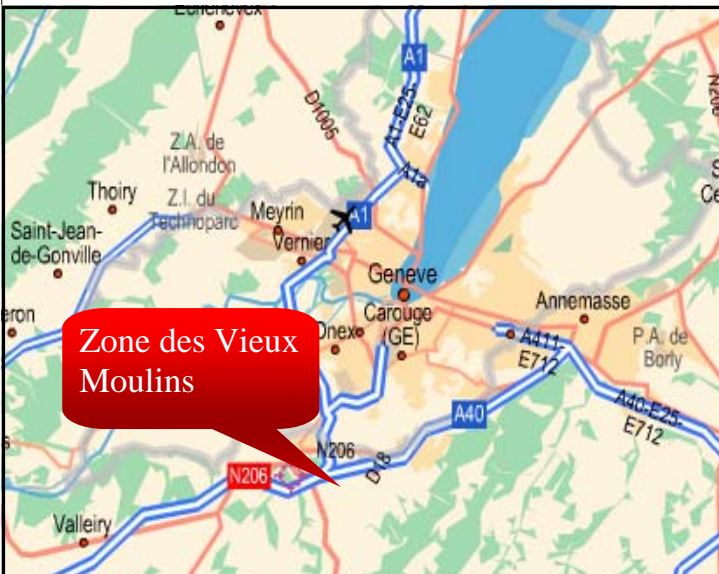 A1
A1-E25-
E62
N206
D1005
Z.A. de
l'Allondon
A1a
Thoiry
Z.I. du
Technoparc
Meyrin
A1
Saint-Jean-
de-Gonville
Vernier
Geneve
Annemasse
Carouge
(GE)
Onex
A411-
E712
P.A. de
Borly
Zone des Vieux
Moulins
A40-E25-
E712
A40
N206
N206
D18
Valleiry